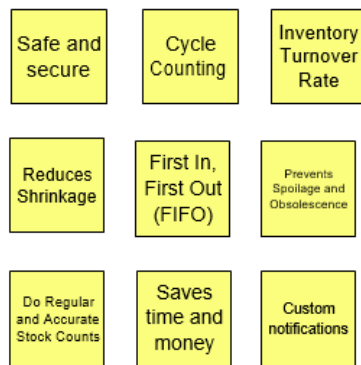 Safe and
secure
Cycle
Counting
Inventory
Turnover
Rate
Reduces
Shrinkage
First In,
First Out
(FIFO)
Prevents
Spoilage and
Obsolescence
Do Regular
and Accurate
Stock Counts
Saves
time and
money
Custom
notifications